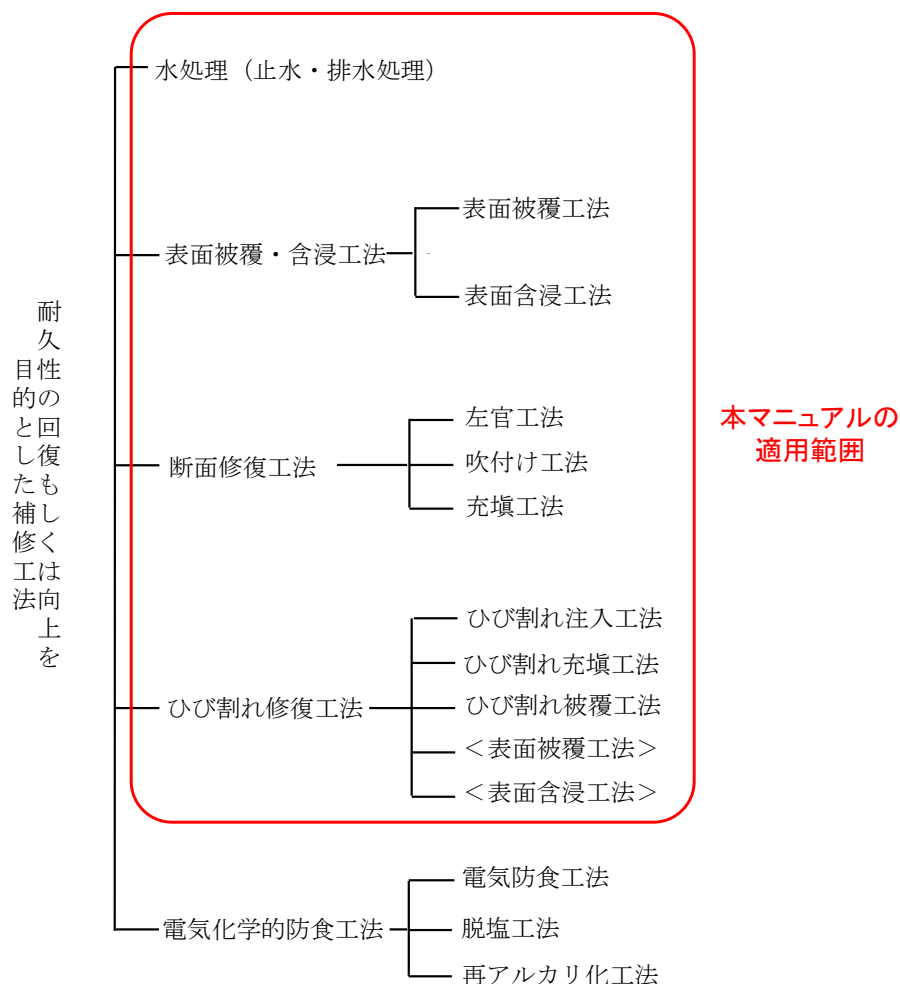 耐久性の回復もしくは向上を
目的とした補修工法
水処理（止水・排水処理）
表面被覆・含浸工法
表面被覆工法
表面含浸工法
断面修復工法
左官工法
吹付け工法
充塡工法
ひび割れ修復工法
ひび割れ注入工法
ひび割れ充塡工法
ひび割れ被覆工法
＜表面被覆工法＞
＜表面含浸工法＞
電気化学的防食工法
電気防食工法
脱塩工法
再アルカリ化工法
本マニュアルの
適用範囲